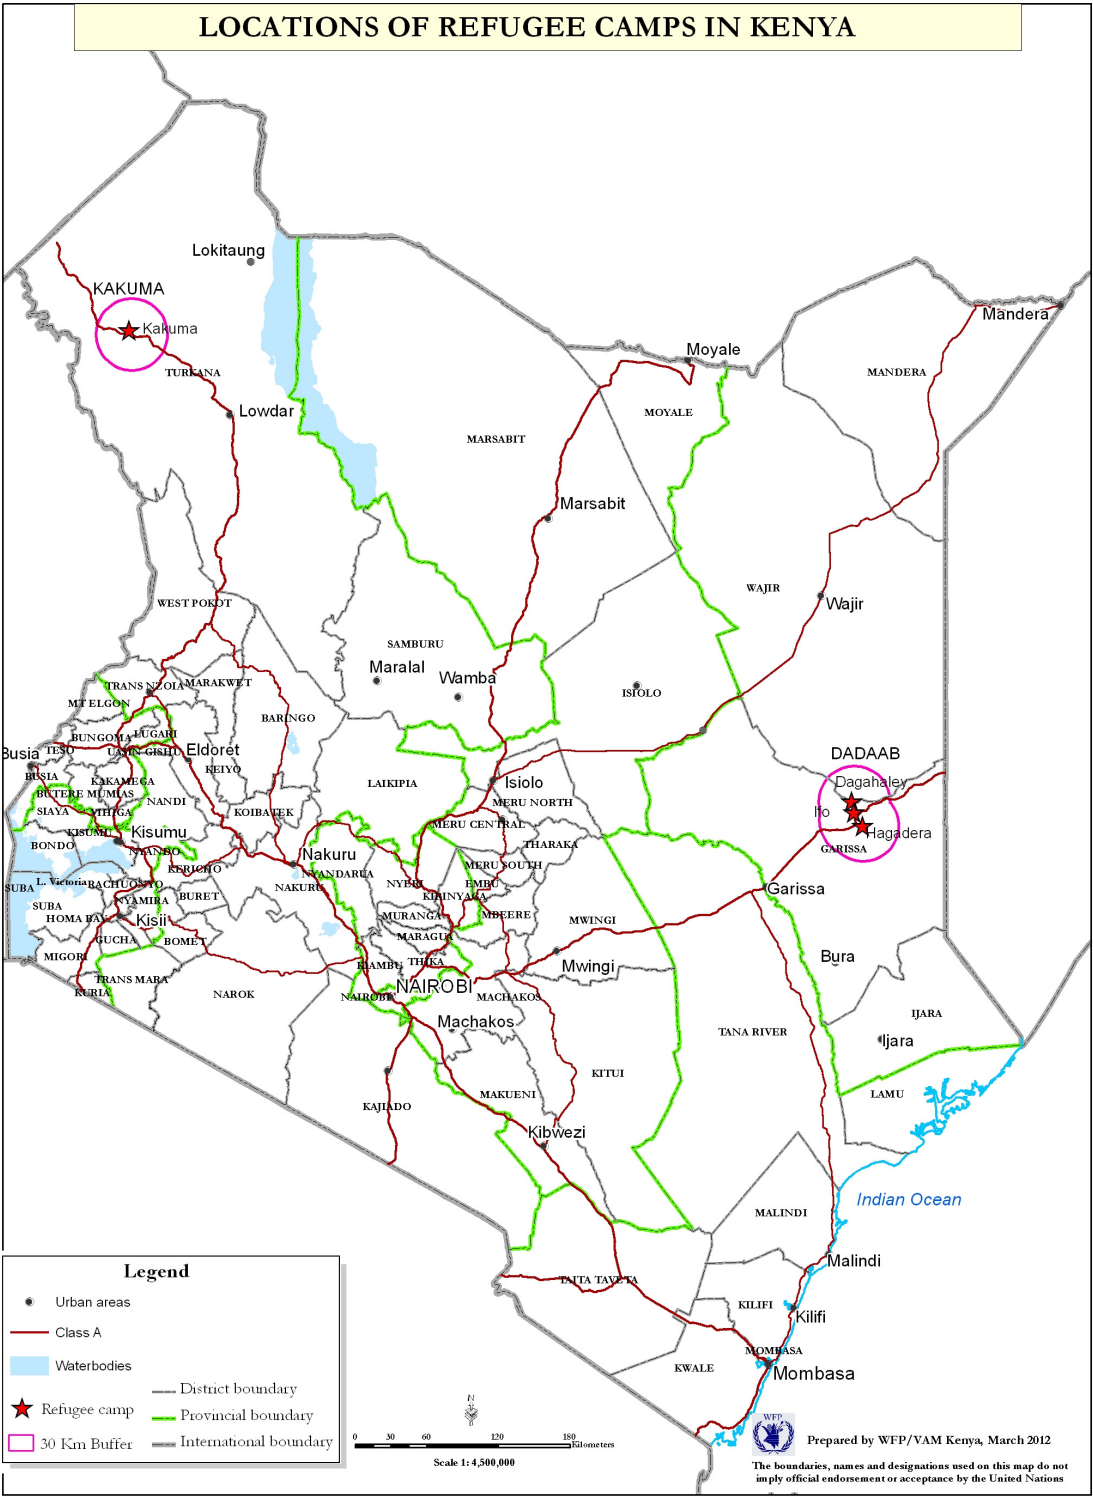 LOCATIONS OF REFUGEE CAMPS IN KENYA
Lokitaung
KAKUMA
Kakuma
TURKANA
Lowdar
Mandera
MANDERA
Moyale
MOYALE
MARSABIT
Marsabit
WAJIR
Wajir
WEST POKOT
SAMBURU
Maralal
Wamba
ISIOLO
TRANS NZOIA
MARAKWET
MT ELGON
BARINGO
BUNGOMA
LUGARI
Busia
TESO
UASIN GISHU
Eldoret
KEIYO
BUSIA
KAKAMEGA
BUTERE MUMIAS
NANDI
LAIKIPIA
Isiolo
DADAAB
Dagahaley
Ifo
Hagadera
GARISSA
SIAYA
VIHIGA
KOIBATEK
MERU NORTH
MERU CENTRAL
KISUMU
Kisumu
BONDO
NYANDO
THARAKA
Nakuru
KERICHO
NYANDARUA
MERU SOUTH
L. Victoria
RACHUONYO
SUBA
NAKURU
NYERI
EMBU
Garissa
NYAMIRA
BURET
KIRINYAGA
SUBA
HOMA BAY
Kisii
MURANGA
MBEERE
MWINGI
GUCHA
BOMET
MARAGUA
MIGORI
THIKA
KIAMBU
Mwingi
Bura
TRANS MARA
KURIA
NAROK
NAIROBI
NAIROBI
MACHAKOS
Machakos
IJARA
Ijara
TANA RIVER
KITUI
MAKUENI
LAMU
KAJIADO
Kibwezi
Indian Ocean
MALINDI
Malindi
TAITA TAVETA
KILIFI
Kilifi
MOMBASA
Mombasa
KWALE
Legend
Urban areas
Class A
Waterbodies
Refugee camp
30 Km Buffer
District boundary
Provincial boundary
International boundary
N
0 30 60 120 180
Kilometers
Scale 1: 4,500,000
WFP
Prepared by WFP/VAM Kenya, March 2012
The boundaries, names and designations used on this map do not
imply official endorsement or acceptance by the United Nations